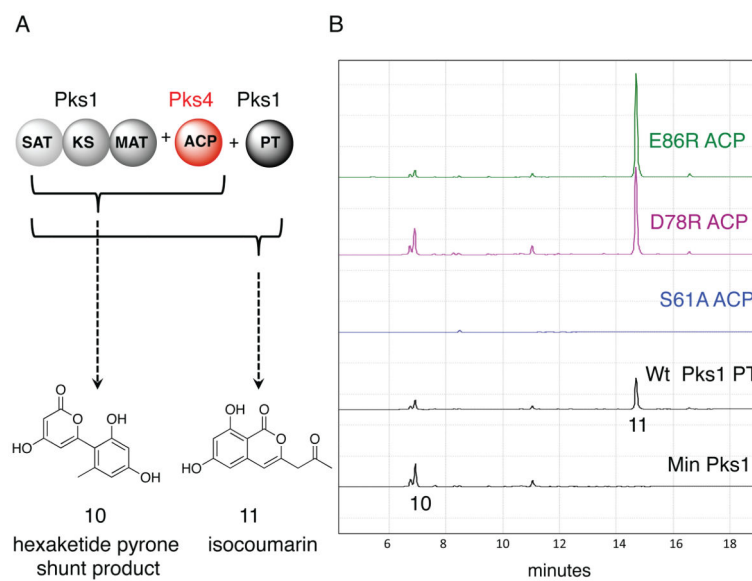 A
Pks1
Pks4
Pks1
SAT
KS
MAT
+
ACP
+
PT
O
O
OH
HO
OH
OH
O
O
O
HO
10
hexaketide pyrone
shunt product
11
isocoumarin
B
E86R ACP
D78R ACP
S61A ACP
Wt Pks1 PT
11
Min Pks1
10
6 8 10 12 14 16 18
minutes